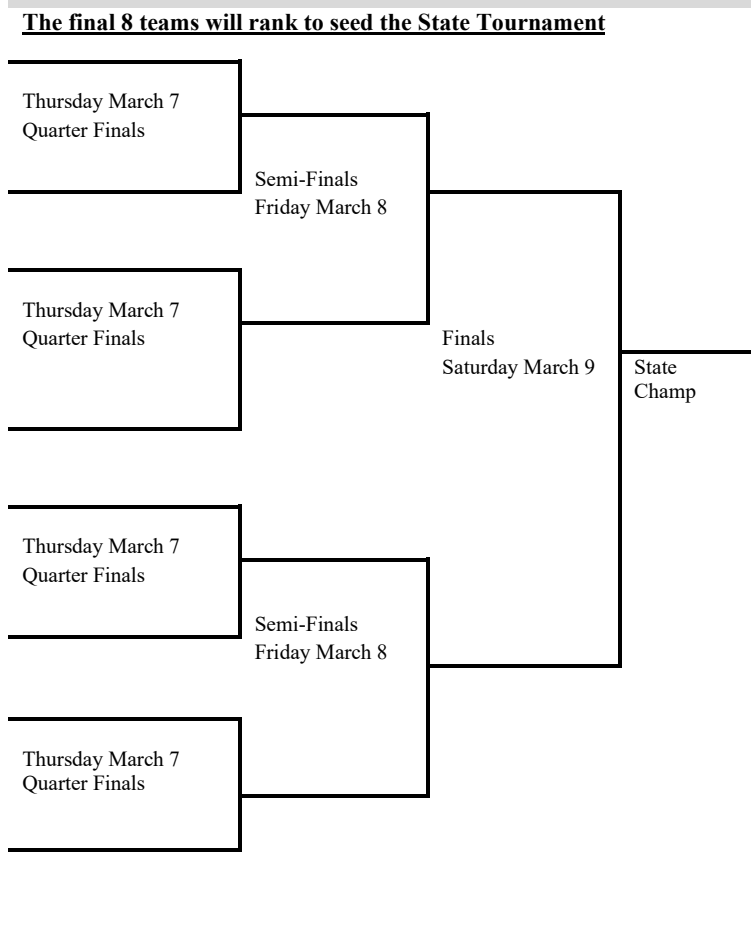 The final 8 teams will rank to seed the State Tournament
Thursday March 7
Quarter Finals
Semi-Finals
Friday March 8
Thursday March 7
Quarter Finals
Finals
Saturday March 9
State
Champ
Thursday March 7
Quarter Finals
Semi-Finals
Friday March 8
Thursday March 7
Quarter Finals